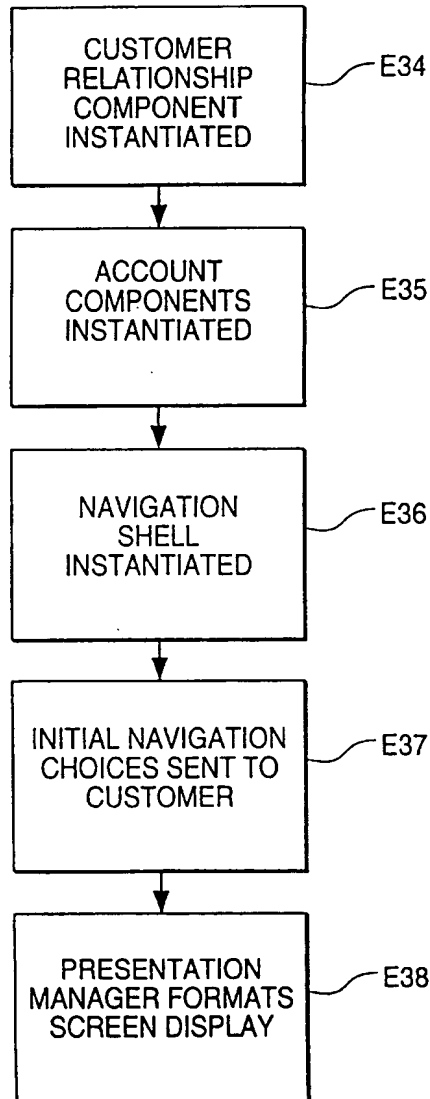 CUSTOMER
RELATIONSHIP
COMPONENT
INSTANTIATED
E34
ACCOUNT
COMPONENTS
INSTANTIATED
E35
NAVIGATION
SHELL
INSTANTIATED
E36
INITIAL NAVIGATION
CHOICES SENT TO
CUSTOMER
E37
PRESENTATION
MANAGER FORMATS
SCREEN DISPLAY
E38